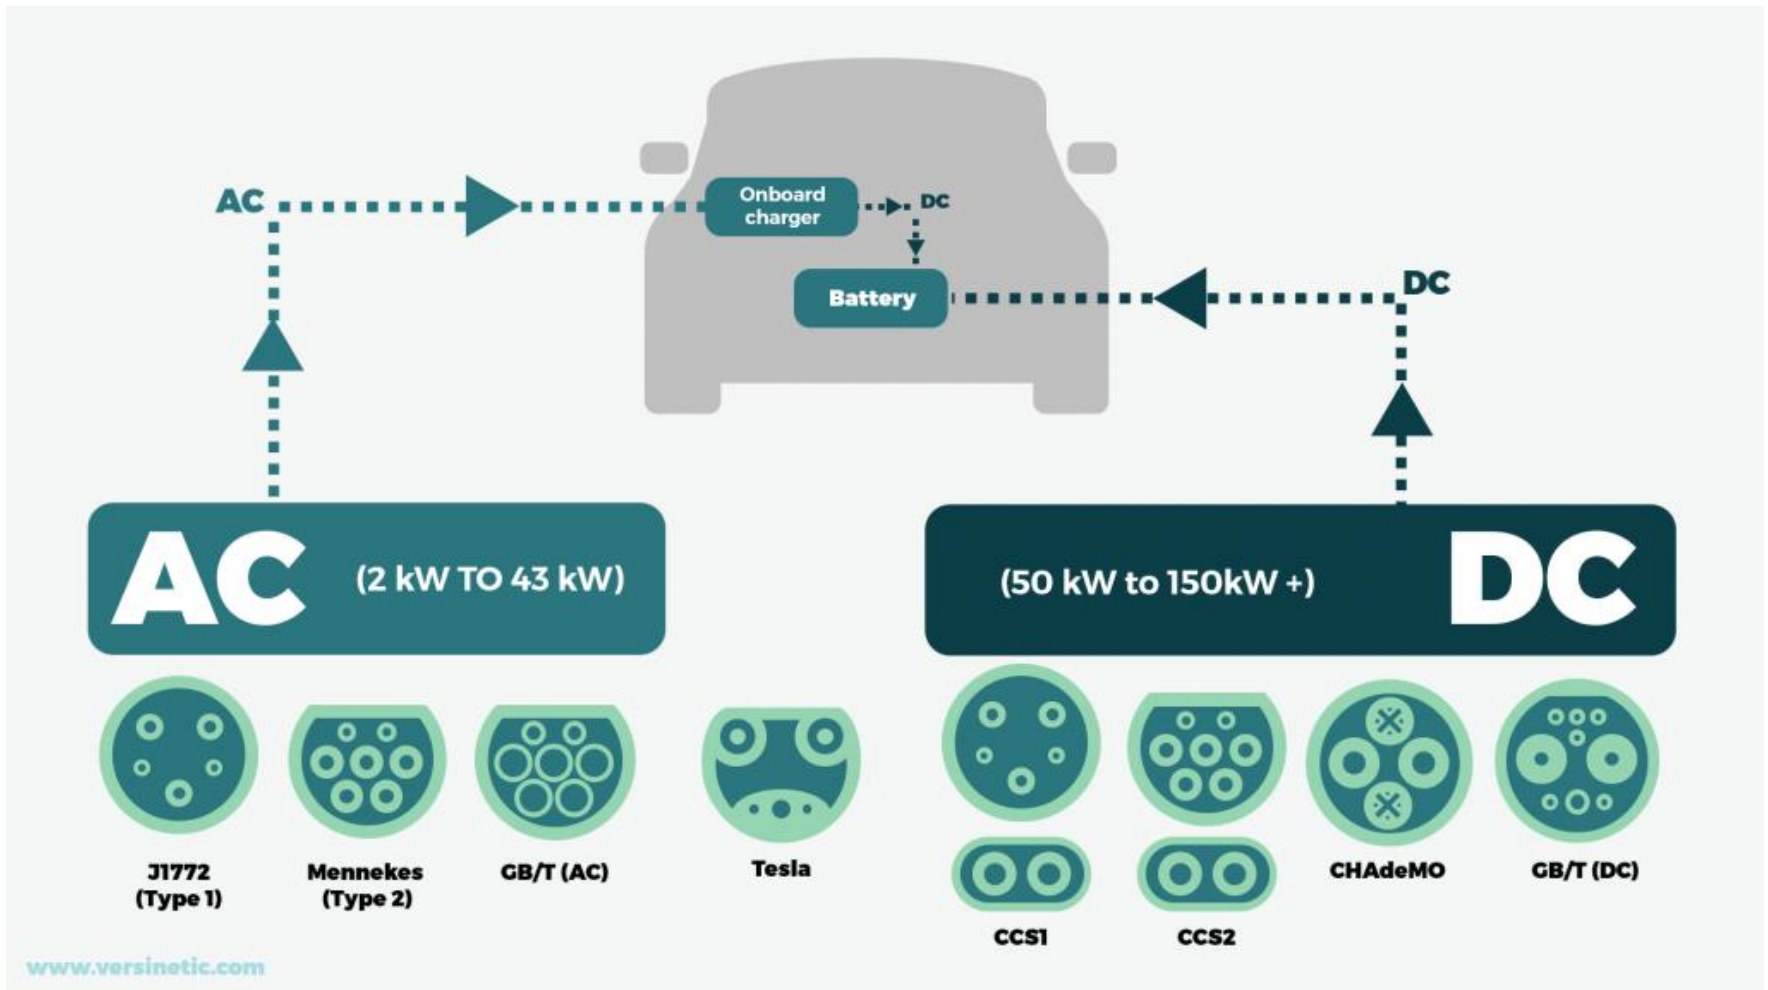 AC
Onboard
charger
DC
Battery
DC
AC (2 kW TO 43 kW)
(50 kW to 150kW +) DC
J1772
(Type 1)
Mennekes
(Type 2)
GB/T (AC)
Tesla
CCS1
CCS2
CHAdeMO
GB/T (DC)
www.versinetic.com